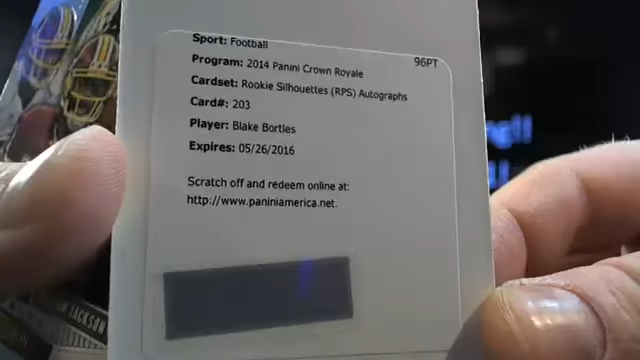 Sport: Football
96PT
Program: 2014 Panini Crown Royale
Cardset: Rookie Silhouettes (RPS) Autographs
Card#: 203
Player: Blake Bortles
Expires: 05/26/2016
Scratch off and redeem online at:
http://www.paniniamerica.net.
JACKSON